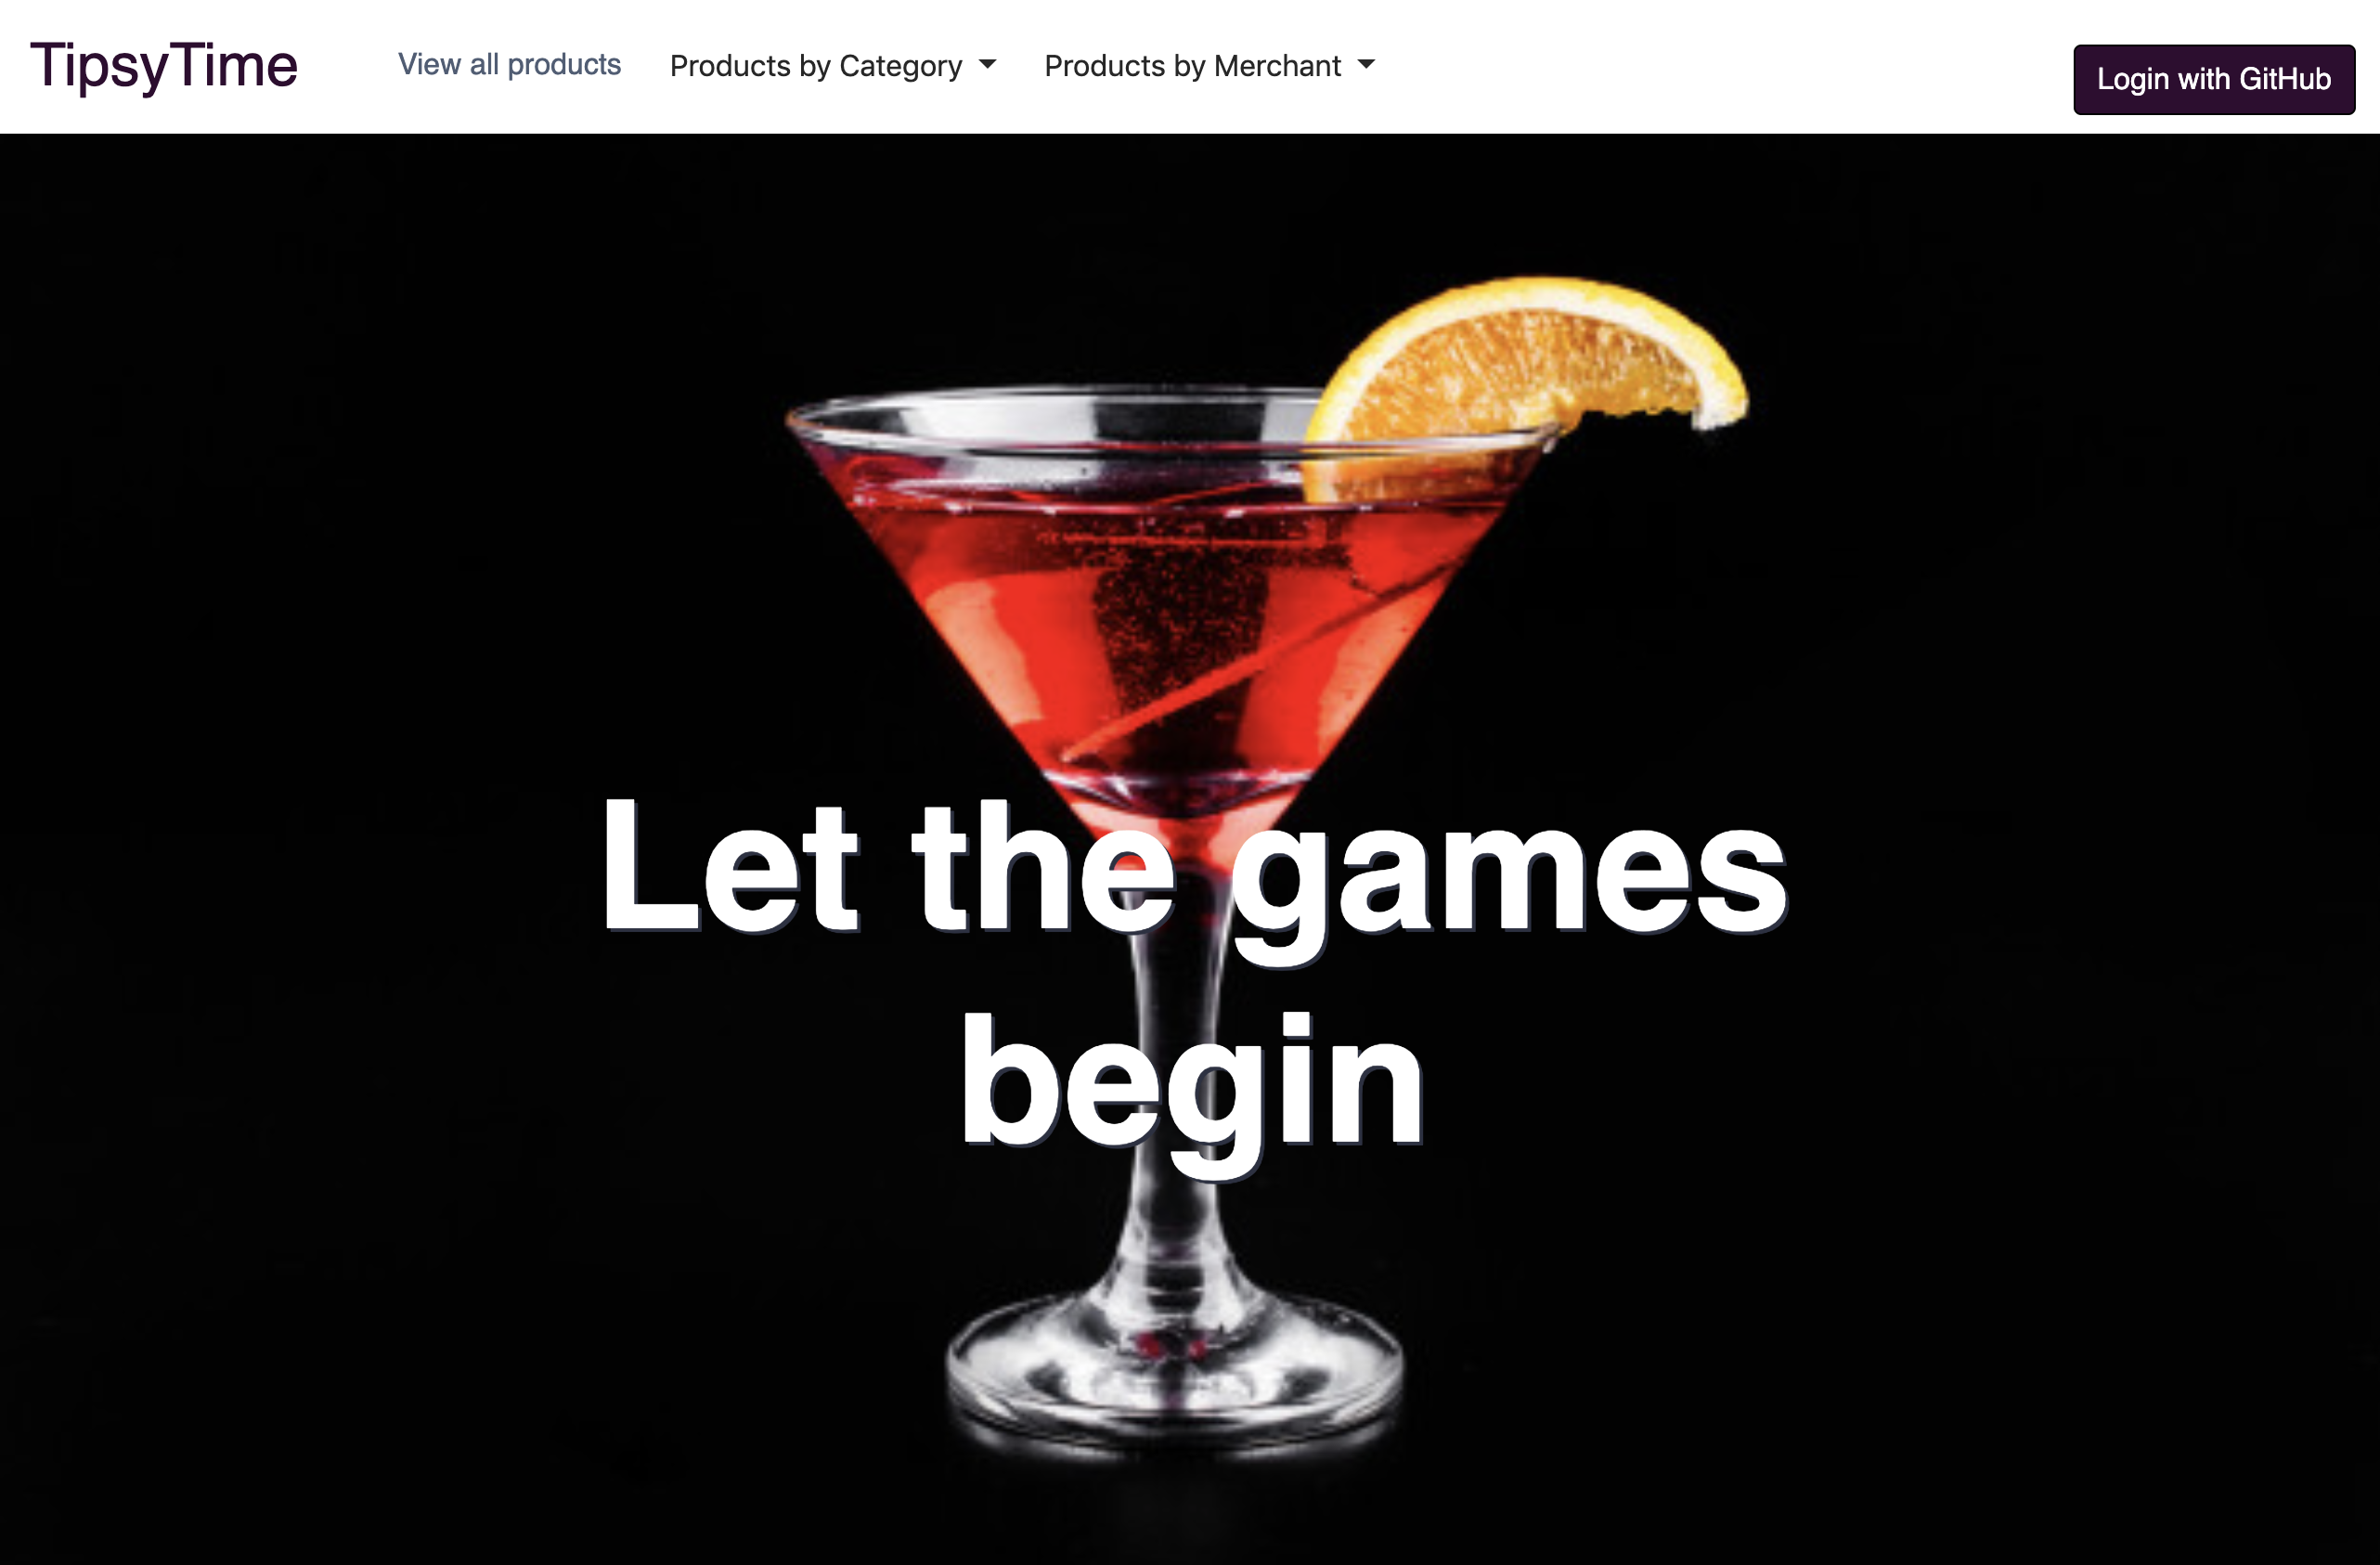 TipsyTime
View all products
Products by Category
Products by Merchant
Login with GitHub
Let the games
begin